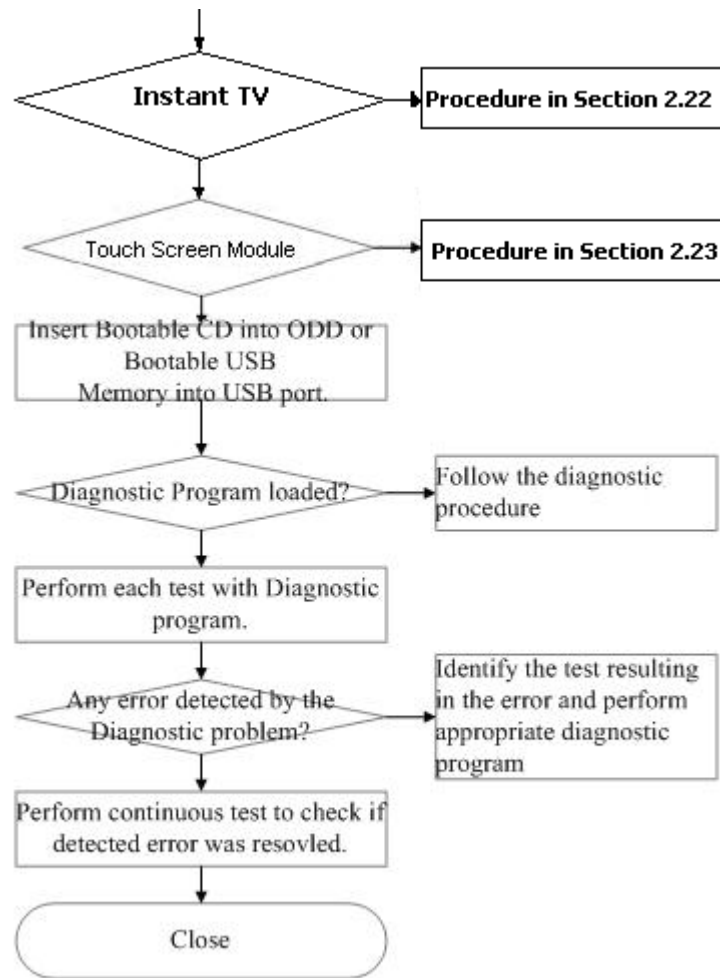 Instant TV
Procedure in Section 2.22
Touch Screen Module
Procedure in Section 2.23
Insert Bootable CD into ODD or
Bootable USB
Memory into USB port.
Diagnostic Program loaded?
Follow the diagnostic
procedure
Perform each test with Diagnostic
program.
Any error detected by the
Diagnostic problem?
Identify the test resulting
in the error and perform
appropriate diagnostic
program
Perform continuous test to check if
detected error was resovled.
Close